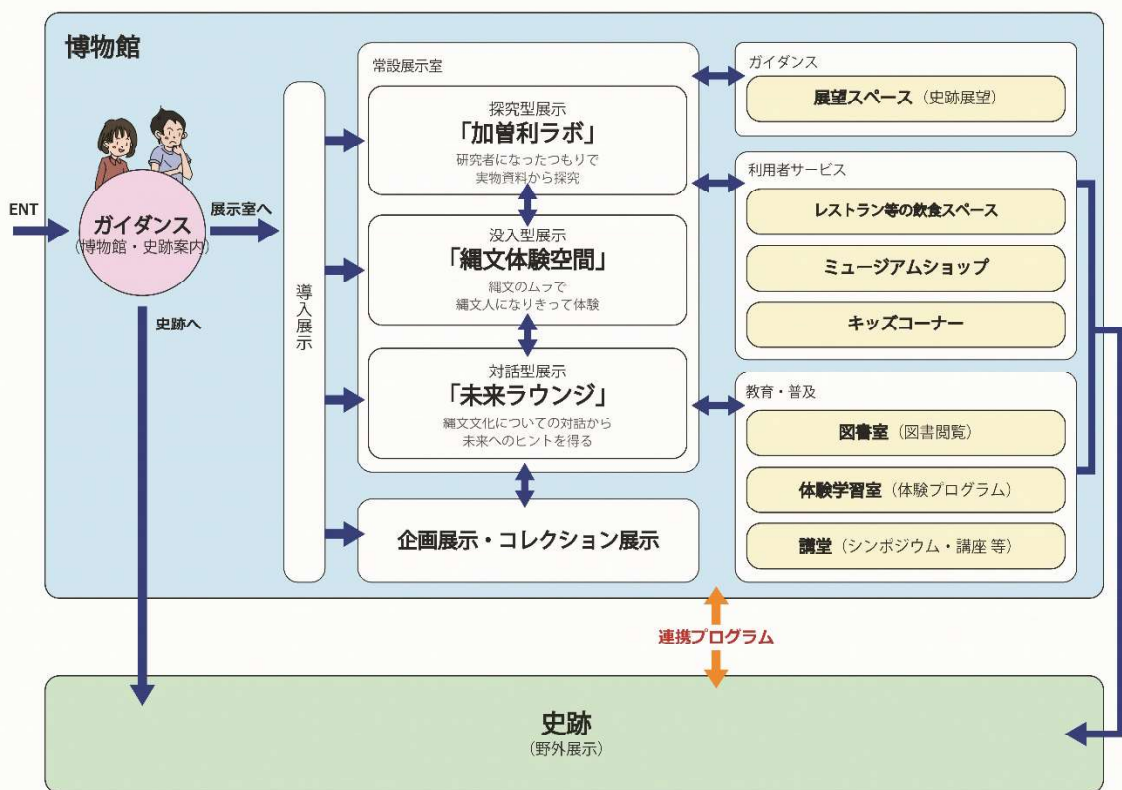 博物館
ENT
ガイダンス
(博物館・史跡案内)
展示室へ
史跡へ
導入展示
常設展示室
探究型展示
「加曽利ラボ」
研究者になったつもりで
実物資料から探究
没入型展示
「縄文体験空間」
縄文のムラで
縄文人になりきって体験
対話型展示
「未来ラウンジ」
縄文文化についての対話から
未来へのヒントを得る
企画展示・コレクション展示
ガイダンス
展望スペース（史跡展望）
利用者サービス
レストラン等の飲食スペース
ミュージアムショップ
キッズコーナー
教育・普及
図書室（図書閲覧）
体験学習室（体験プログラム）
講堂（シンポジウム・講座 等）
連携プログラム
史跡
（野外展示）